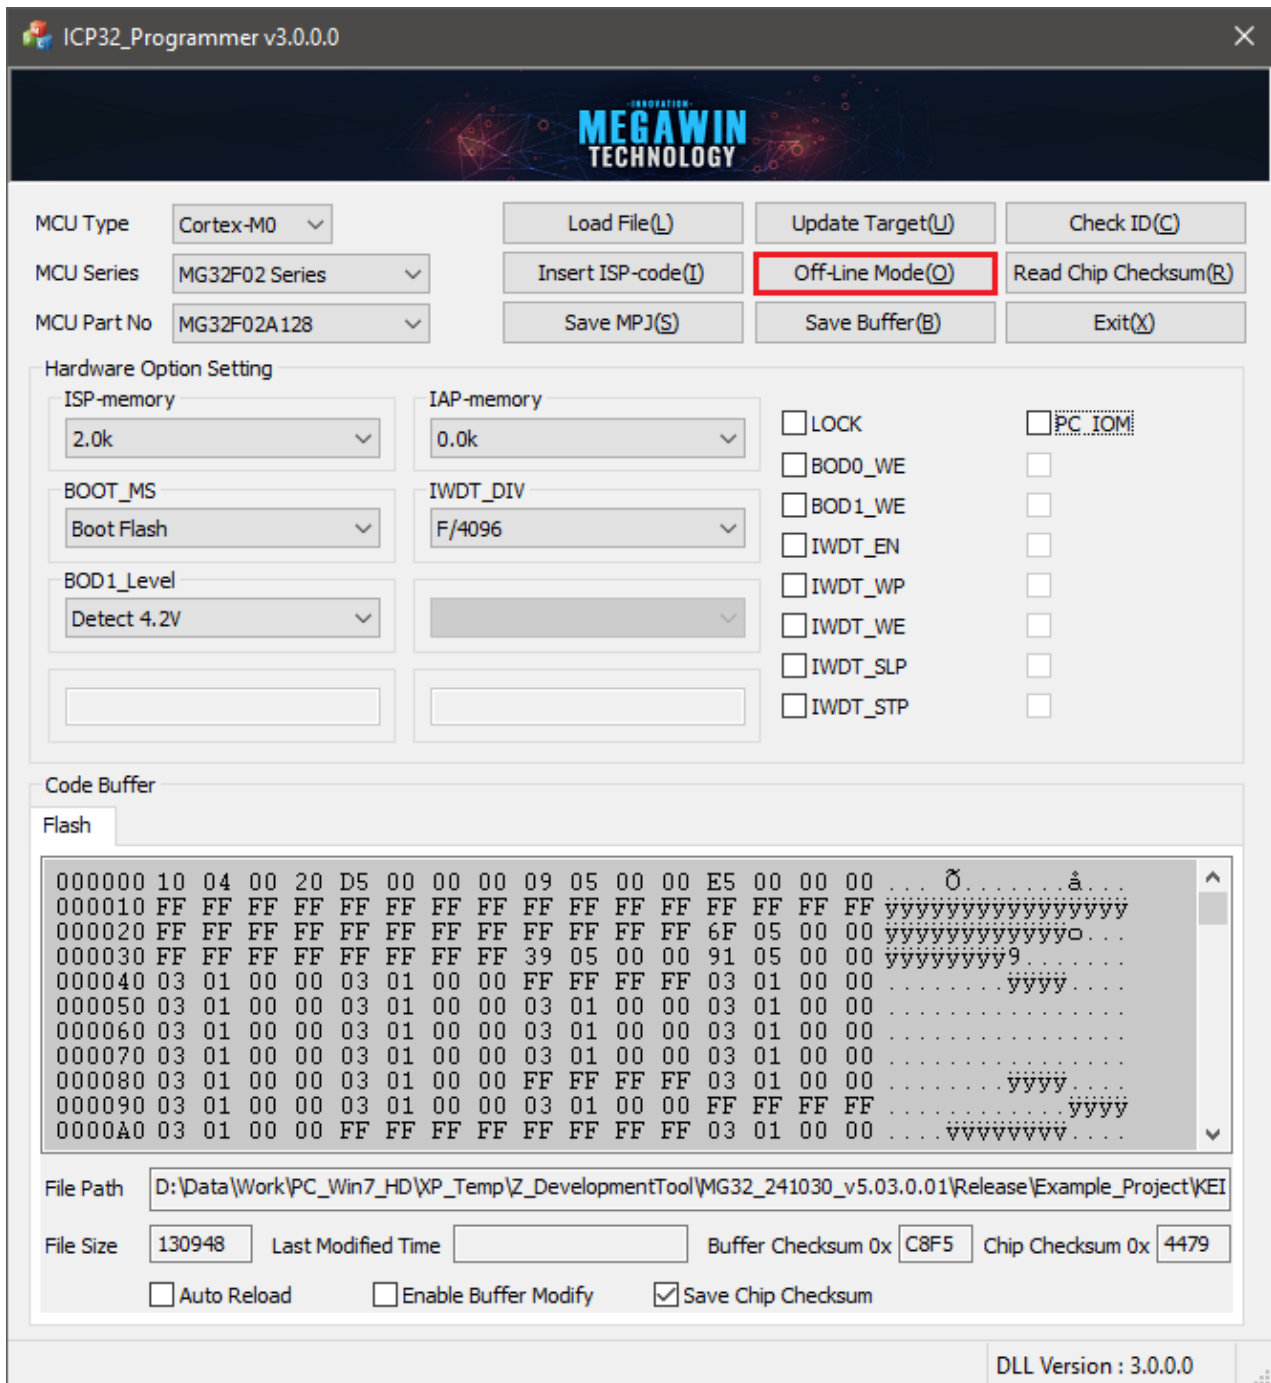 ICP32_Programmer v3.0.0.0
-INNOVATION-
MEGAWIN
TECHNOLOGY
MCU Type Cortex-M0 Load File(L) Update Target(U) Check ID(C)
MCU Series MG32F02 Series Insert ISP-code(I) Off-Line Mode(O) Read Chip Checksum(R)
MCU Part No MG32F02A128 Save MPJ(S) Save Buffer(B) Exit(X)
Hardware Option Setting
ISP-memory IAP-memory
2.0k 0.0k LOCK PC_IOM
BOD0_WE
BOOT_MS IWDT_DIV
Boot Flash F/4096 BOD1_WE
IWDT_EN
BOD1_Level IWDT_WP
Detect 4.2V IWDT_WE
IWDT_SLP
IWDT_STP
Code Buffer
Flash
000000 10 04 00 20 D5 00 00 00 09 05 00 00 E5 00 00 00 ... Õ.......å...
000010 FF FF FF FF FF FF FF FF FF FF FF FF FF FF FF FF ÿÿÿÿÿÿÿÿÿÿÿÿÿÿÿÿ
000020 FF FF FF FF FF FF FF FF FF FF FF FF 6F 05 00 00 ÿÿÿÿÿÿÿÿÿÿÿÿo...
000030 FF FF FF FF FF FF FF FF 39 05 00 00 91 05 00 00 ÿÿÿÿÿÿÿÿ9.......
000040 03 01 00 00 03 01 00 00 FF FF FF FF 03 01 00 00 ........ÿÿÿÿ....
000050 03 01 00 00 03 01 00 00 03 01 00 00 03 01 00 00 ................
000060 03 01 00 00 03 01 00 00 03 01 00 00 03 01 00 00 ................
000070 03 01 00 00 03 01 00 00 03 01 00 00 03 01 00 00 ................
000080 03 01 00 00 03 01 00 00 FF FF FF FF 03 01 00 00 ........ÿÿÿÿ....
000090 03 01 00 00 03 01 00 00 03 01 00 00 FF FF FF FF ............ÿÿÿÿ
0000A0 03 01 00 00 FF FF FF FF FF FF FF FF 03 01 00 00 ....ÿÿÿÿÿÿÿÿ....
File Path D:\Data\Work\PC_Win7_HD\XP_Temp\Z_DevelopmentTool\MG32_241030_v5.03.0.01\Release\Example_Project\KEI
File Size 130948 Last Modified Time Buffer Checksum 0x C8F5 Chip Checksum 0x 4479
Auto Reload Enable Buffer Modify Save Chip Checksum
DLL Version : 3.0.0.0